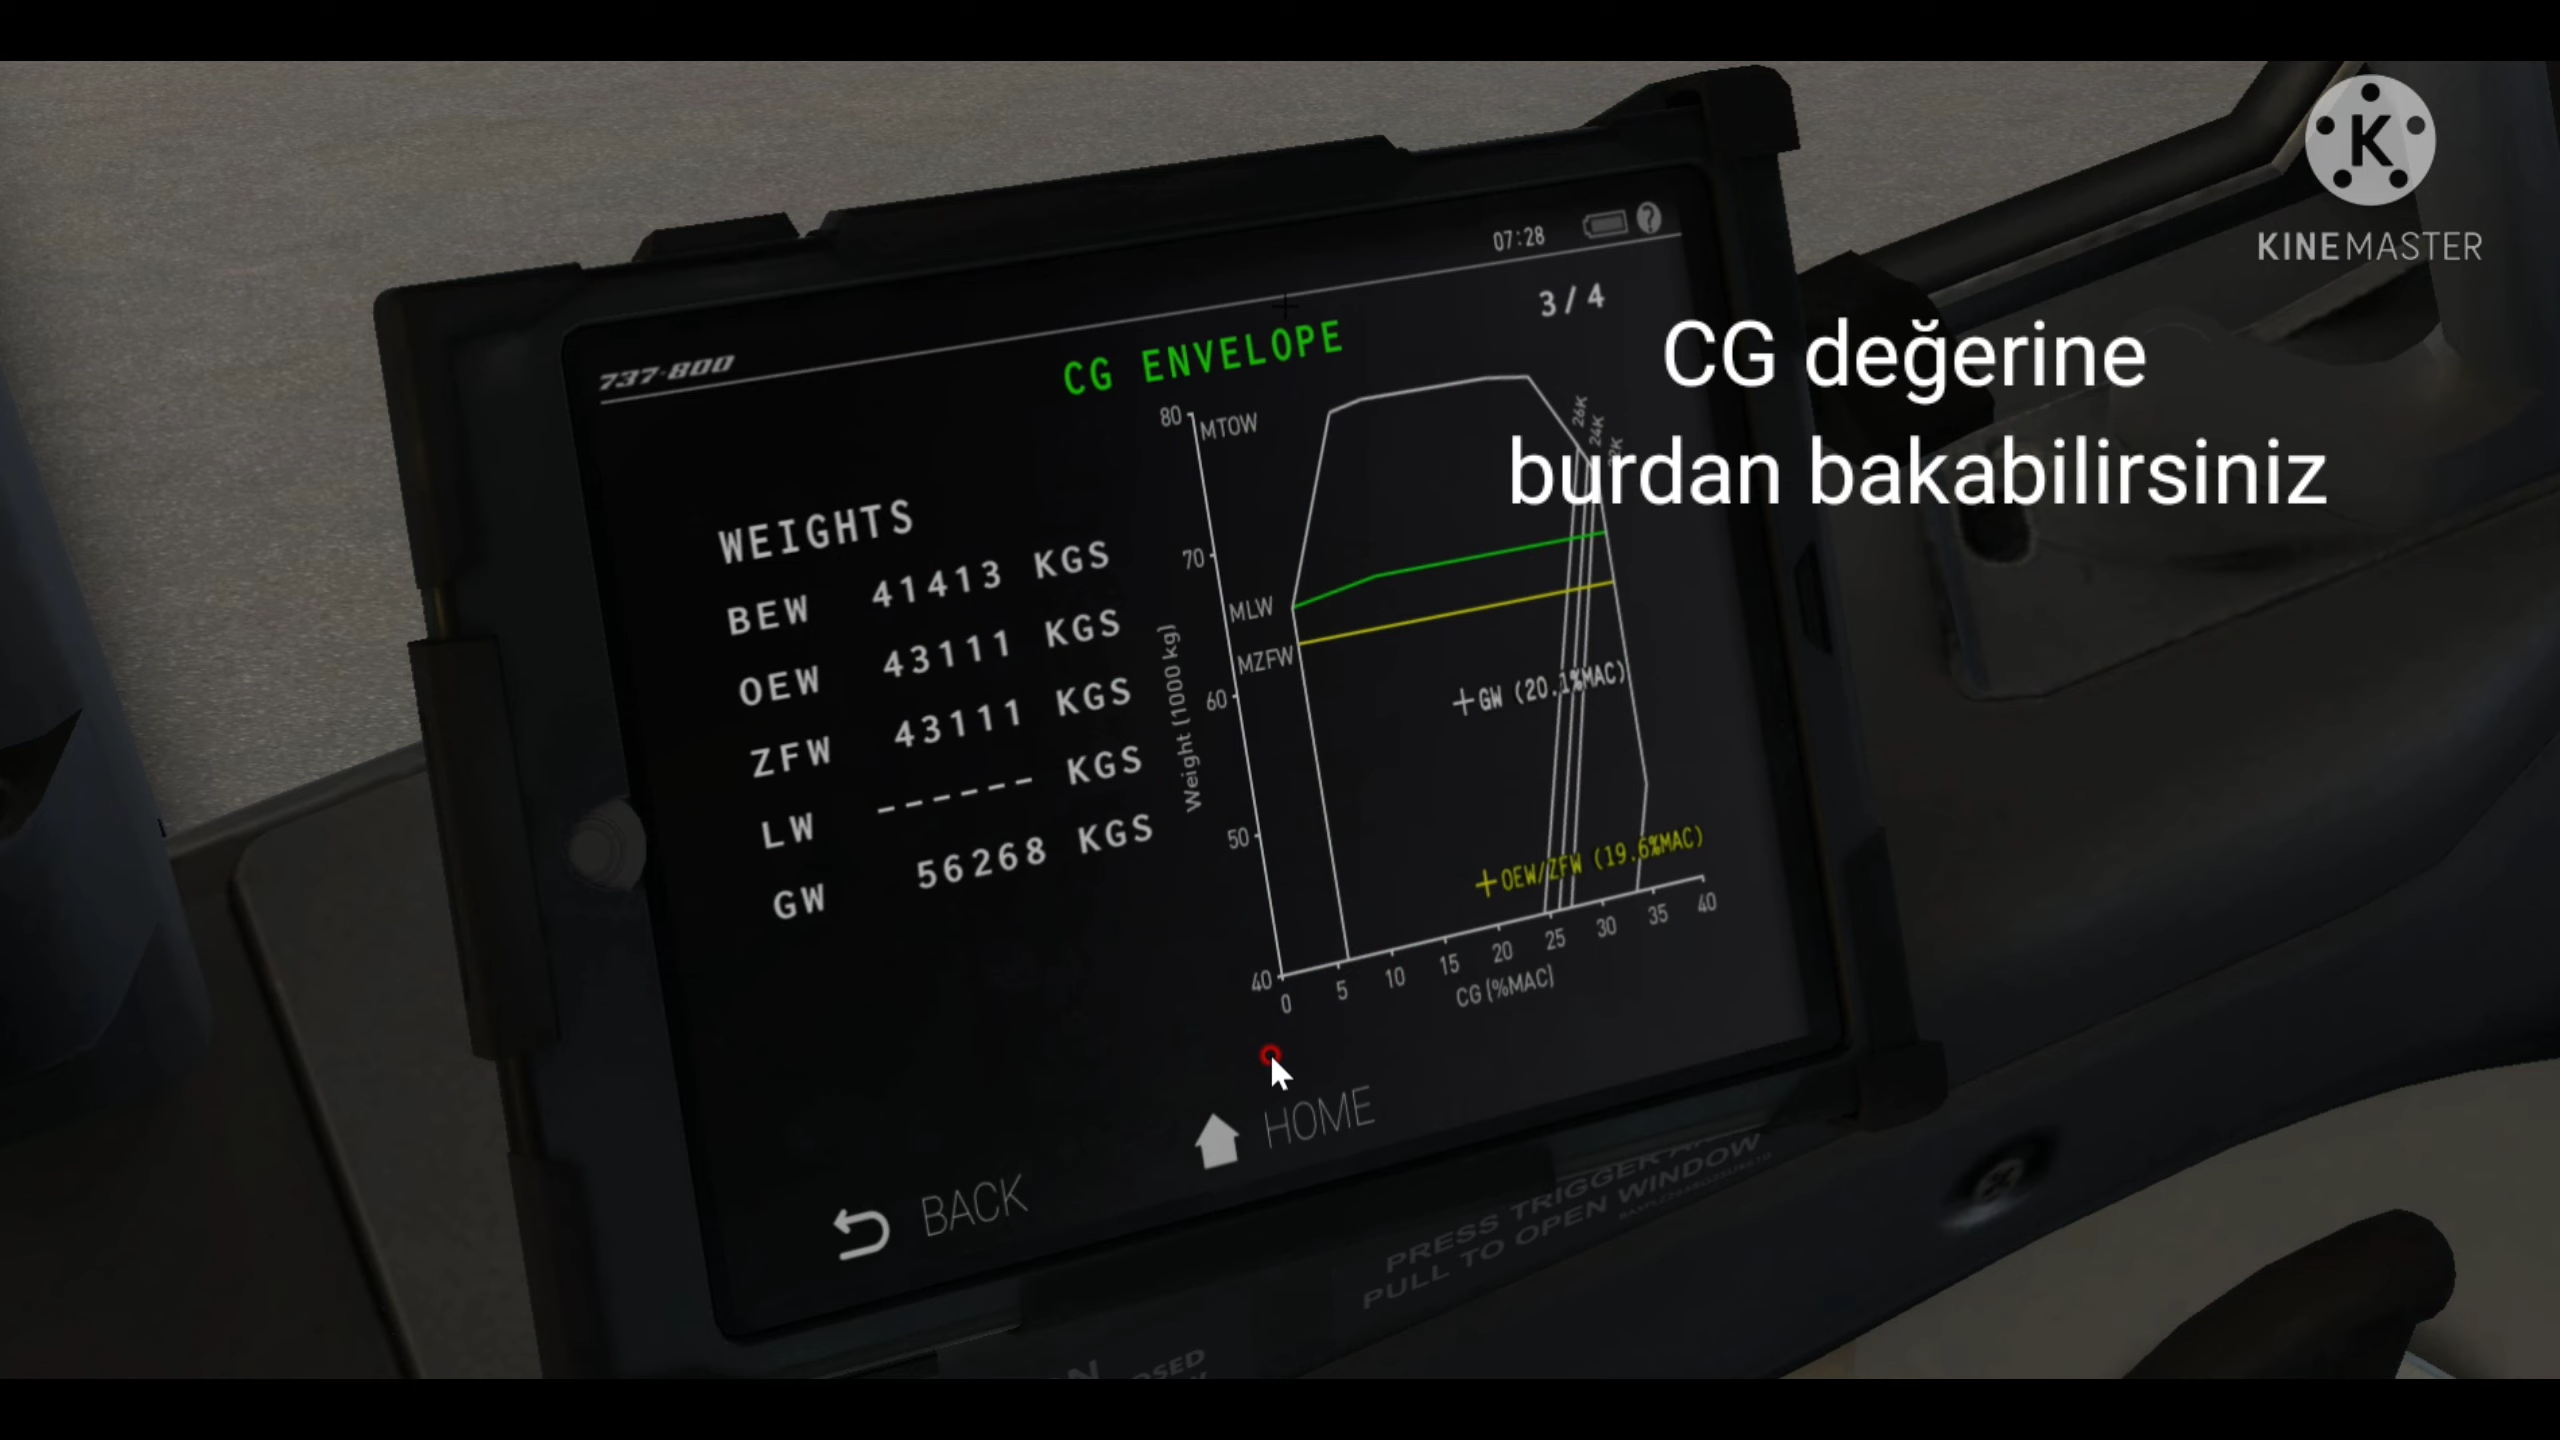 KINEMASTER
07:28
3 / 4
737-800
CG ENVELOPE
CG değerine
burdan bakabilirsiniz
WEIGHTS
BEW 41413 KGS
OEW 43111 KGS
ZFW 43111 KGS
LW ------ KGS
GW 56268 KGS
80
MTOW
26K
24K
70
MLW
MZFW
60
Weight (1000 kg)
+GW (20.1%MAC)
50
+OEW/ZFW (19.6%MAC)
40
0 5 10 15 20 25 30 35 40
CG (%MAC)
HOME
BACK
PRESS TRIGGER
PULL TO OPEN WINDOW